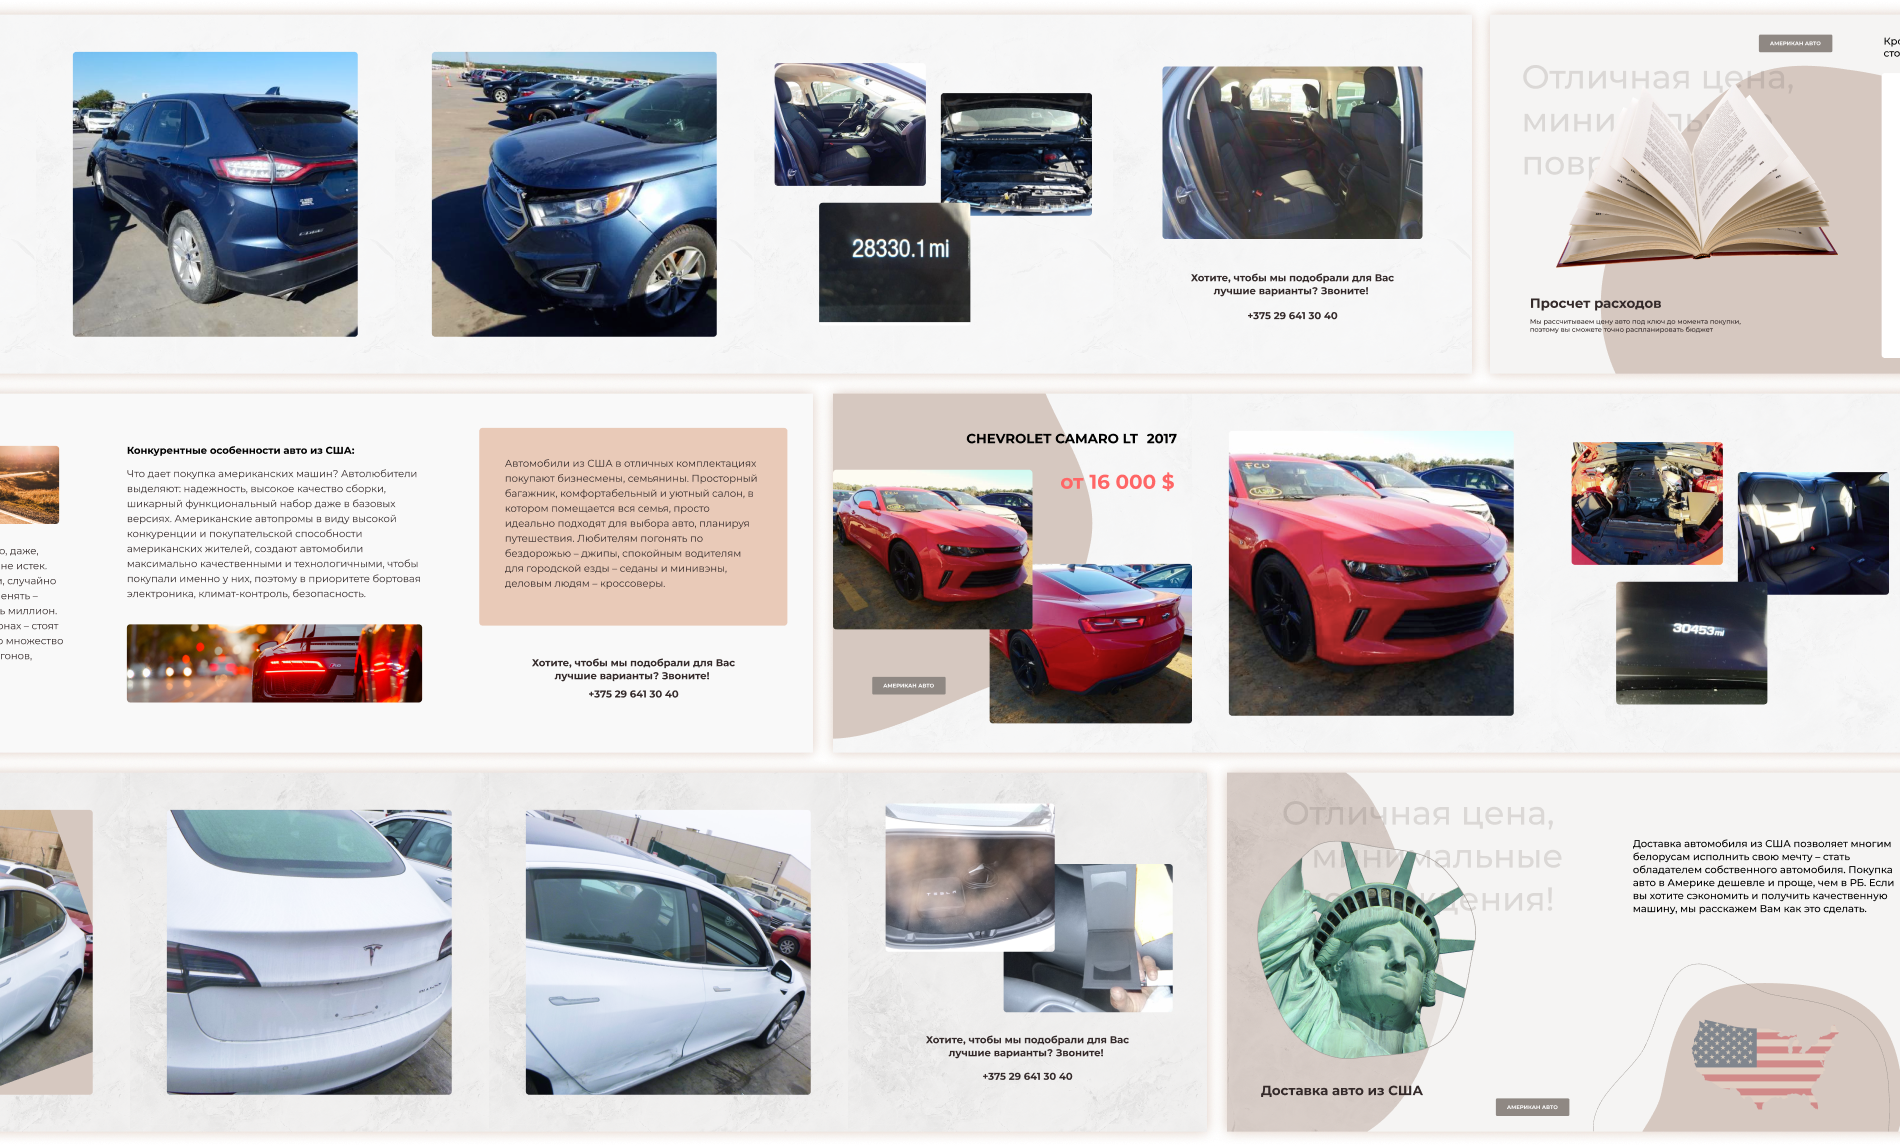 28330.1 mi
Хотите, чтобы мы подобрали для Вас
лучшие варианты? Звоните!
+375 29 641 30 40
АМЕРИКАН АВТО
Отличная цена,
Просчет расходов
Мы рассчитываем цену авто под ключ до момента покупки,
поэтому вы сможете точно распланировать бюджет
о, даже,
не истек.
, случайно
енять –
ь миллион.
онах – стоят
о множество
гонов,
Конкурентные особенности авто из США:
Что дает покупка американских машин? Автолюбители
выделяют: надежность, высокое качество сборки,
шикарный функциональный набор даже в базовых
версиях. Американские автопромы в виду высокой
конкуренции и покупательской способности
американских жителей, создают автомобили
максимально качественными и технологичными, чтобы
покупали именно у них, поэтому в приоритете бортовая
электроника, климат-контроль, безопасность.
Автомобили из США в отличных комплектациях
покупают бизнесмены, семьянины. Просторный
багажник, комфортабельный и уютный салон, в
котором помещается вся семья, просто
идеально подходят для выбора авто, планируя
путешествия. Любителям погонять по
бездорожью – джипы, спокойным водителям
для городской езды – седаны и минивэны,
деловым людям – кроссоверы.
Хотите, чтобы мы подобрали для Вас
лучшие варианты? Звоните!
+375 29 641 30 40
CHEVROLET CAMARO LT 2017
от 16 000 $
АМЕРИКАН АВТО
30453 mi
Хотите, чтобы мы подобрали для Вас
лучшие варианты? Звоните!
+375 29 641 30 40
Отличная цена,
минимальные
Доставка авто из США
АМЕРИКАН АВТО
Доставка автомобиля из США позволяет многим
белорусам исполнить свою мечту – стать
обладателем собственного автомобиля. Покупка
авто в Америке дешевле и проще, чем в РБ. Если
вы хотите сэкономить и получить качественную
машину, мы расскажем Вам как это сделать.